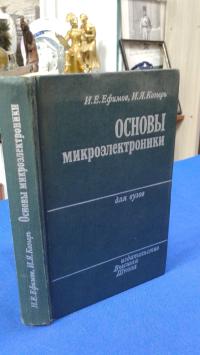 И.Е.Ефимов, И.Я.Козырь
ОСНОВЫ
микроэлектроники
для вузов
издательство
Высшая
Школа
И.Е.Ефимов, И.Я.Козырь Основы микроэлектроники